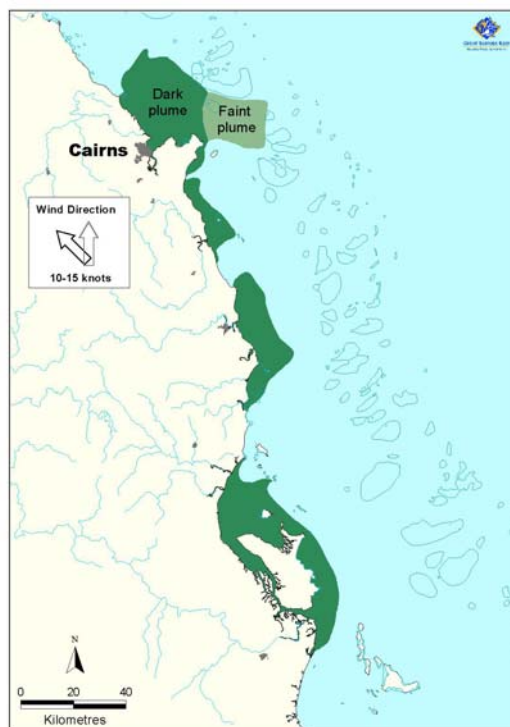 Dark
plume
Faint
plume
Cairns
Wind Direction
10-15 knots
N
0 20 40
Kilometres